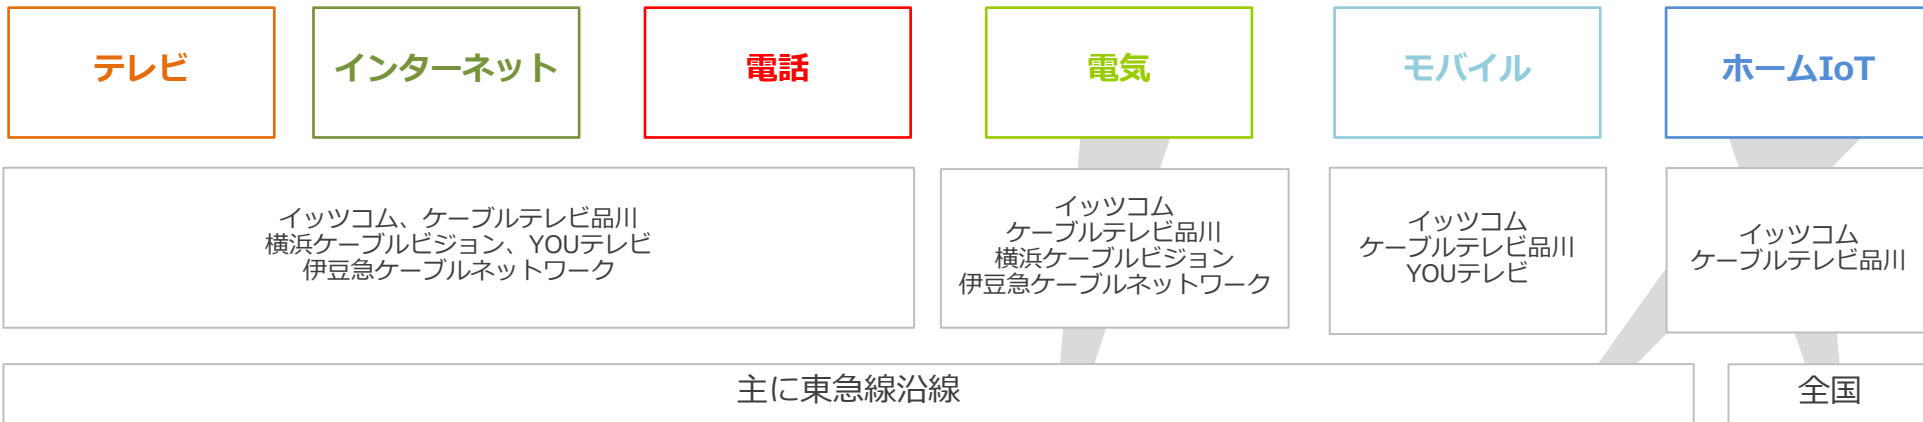 テレビ
インターネット
電話
電気
モバイル
ホームIoT
イッツコム、ケーブルテレビ品川
横浜ケーブルビジョン、YOUテレビ
伊豆急ケーブルネットワーク
イッツコム
ケーブルテレビ品川
横浜ケーブルビジョン
伊豆急ケーブルネットワーク
イッツコム
ケーブルテレビ品川
YOUテレビ
イッツコム
ケーブルテレビ品川
主に東急線沿線
全国